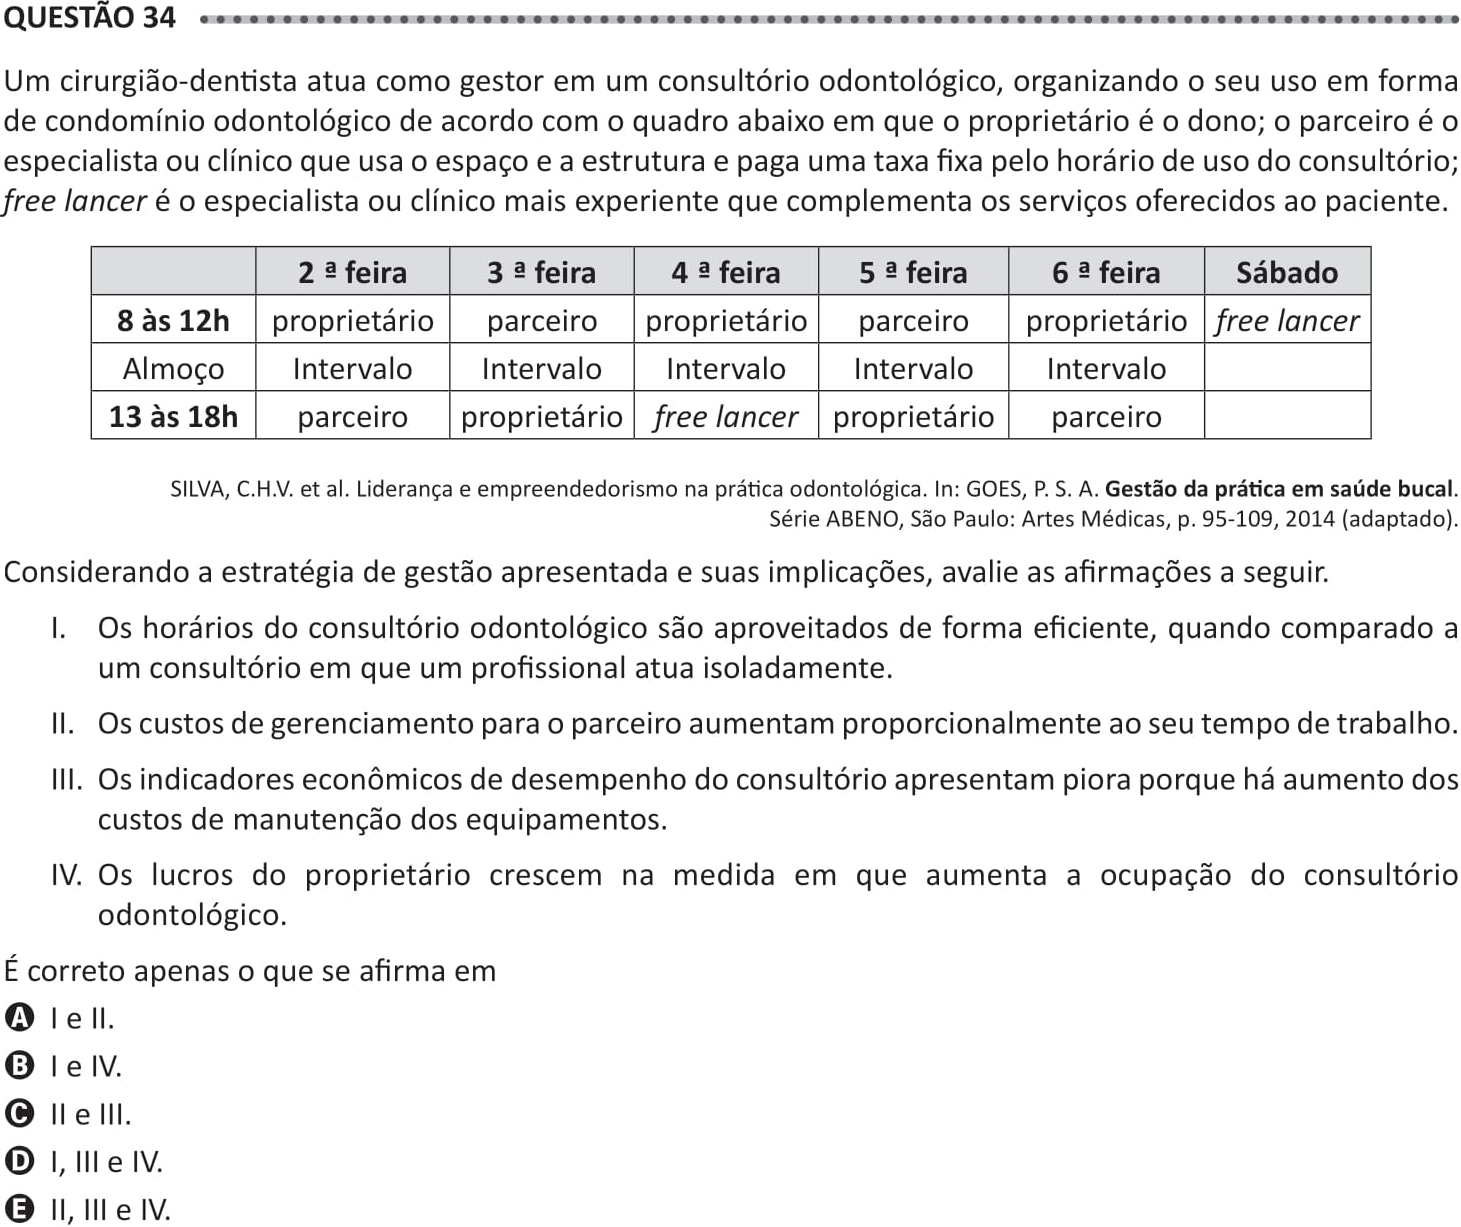 QUESTÃO 34
Um cirurgião-dentista atua como gestor em um consultório odontológico, organizando o seu uso em forma
de condomínio odontológico de acordo com o quadro abaixo em que o proprietário é o dono; o parceiro é o
especialista ou clínico que usa o espaço e a estrutura e paga uma taxa fixa pelo horário de uso do consultório;
free lancer é o especialista ou clínico mais experiente que complementa os serviços oferecidos ao paciente.
2 ª feira 3 ª feira 4 ª feira 5 ª feira 6 ª feira Sábado
8 às 12h proprietário parceiro proprietário parceiro proprietário free lancer
Almoço Intervalo Intervalo Intervalo Intervalo Intervalo
13 às 18h parceiro proprietário free lancer proprietário parceiro
SILVA, C.H.V. et al. Liderança e empreendedorismo na prática odontológica. In: GOES, P. S. A. Gestão da prática em saúde bucal.
Série ABENO, São Paulo: Artes Médicas, p. 95-109, 2014 (adaptado).
Considerando a estratégia de gestão apresentada e suas implicações, avalie as afirmações a seguir.
I. Os horários do consultório odontológico são aproveitados de forma eficiente, quando comparado a
um consultório em que um profissional atua isoladamente.
II. Os custos de gerenciamento para o parceiro aumentam proporcionalmente ao seu tempo de trabalho.
III. Os indicadores econômicos de desempenho do consultório apresentam piora porque há aumento dos
custos de manutenção dos equipamentos.
IV. Os lucros do proprietário crescem na medida em que aumenta a ocupação do consultório
odontológico.
É correto apenas o que se afirma em
A I e II.
B I e IV.
C II e III.
D I, III e IV.
E II, III e IV.